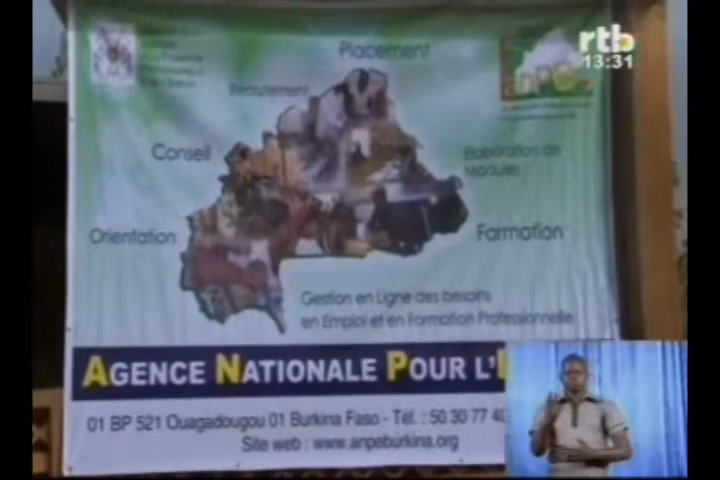 rtb
13:31
Placement
anpe
Recrutement
Conseil
Elaboration de
Modules
Orientation
Formation
Gestion en Ligne des besoins
en Emploi et en Formation Professionnelle
AGENCE NATIONALE POUR L'
01 BP 521 Ouagadougou 01 Burkina Faso - Tél. : 50 30 77 40
Site web : www.anpeburkina.org